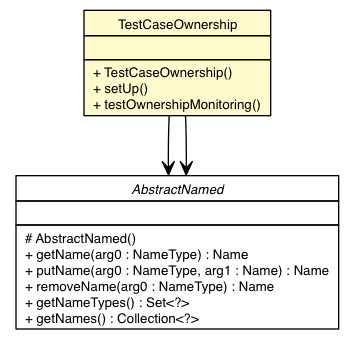 TestCaseOwnership
+ TestCaseOwnership()
+ setUp()
+ testOwnershipMonitoring()
AbstractNamed
# AbstractNamed()
+ getName(arg0 : NameType) : Name
+ putName(arg0 : NameType, arg1 : Name) : Name
+ removeName(arg0 : NameType) : Name
+ getNameTypes() : Set<?>
+ getNames() : Collection<?>